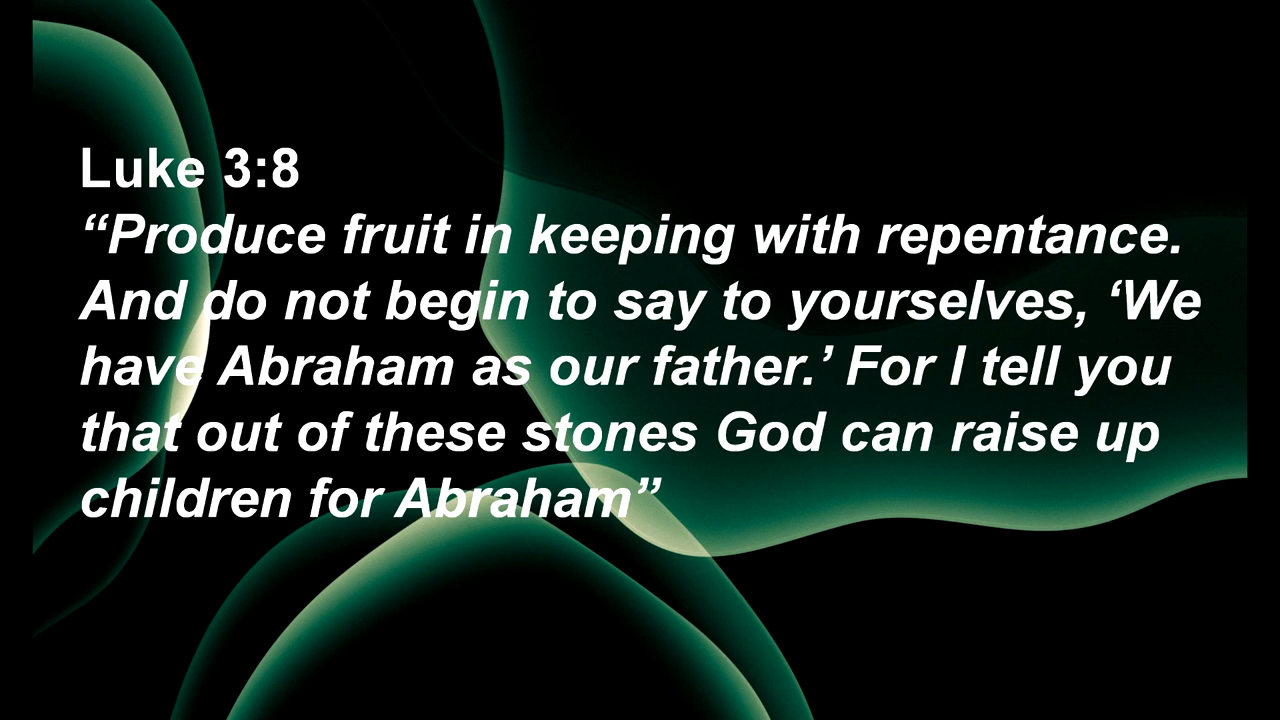 Luke 3:8
“Produce fruit in keeping with repentance.
And do not begin to say to yourselves, ‘We
have Abraham as our father.’ For I tell you
that out of these stones God can raise up
children for Abraham”